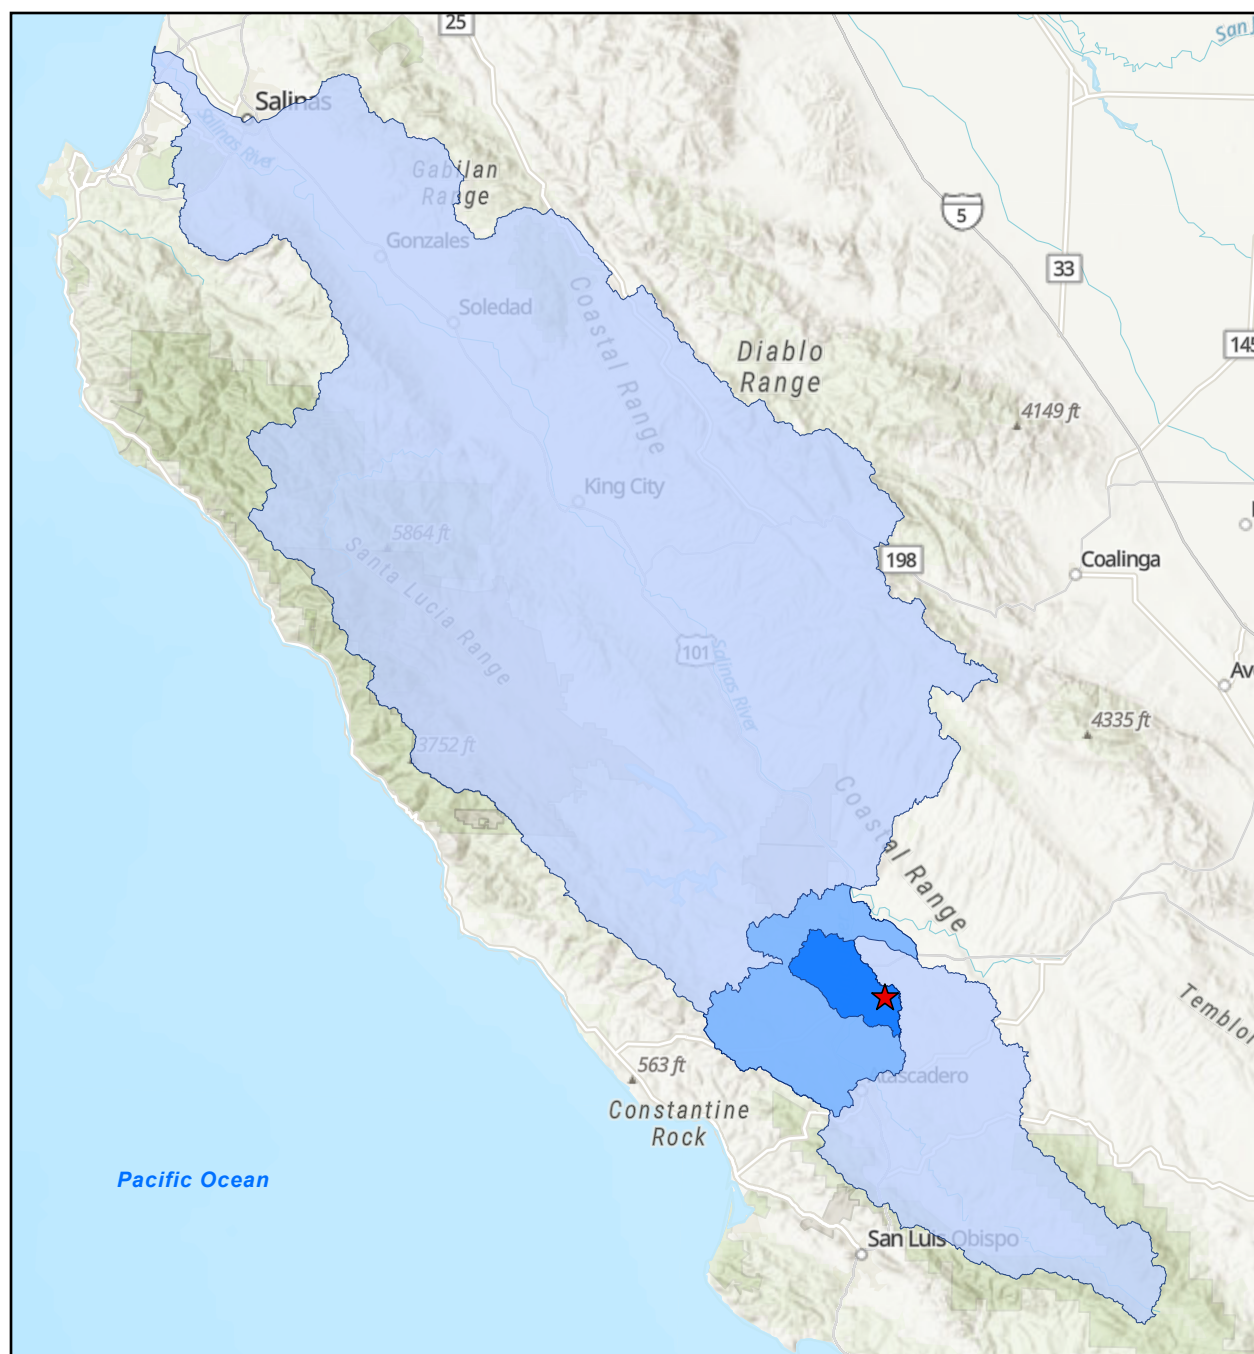 25
San J
Salinas
Salinas River
Gabilan
Range
5
Gonzales
33
Soledad
Coastal Range
145
Diablo
Range
4149 ft
King City
5864 ft
198
Coalinga
Santa Lucia Range
101
Salinas River
Ave
4335 ft
3752 ft
Coastal Range
Temblor
563 ft
Atascadero
Constantine
Rock
Pacific Ocean
San Luis Obispo